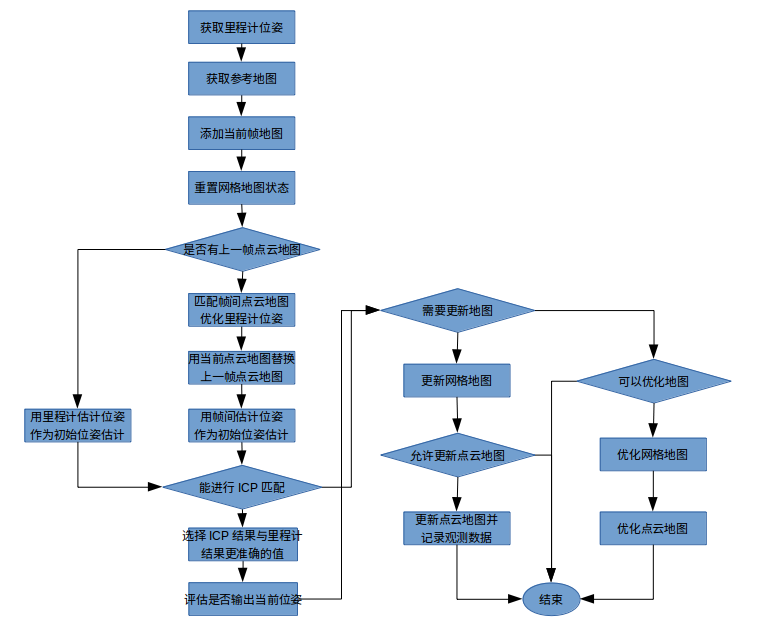 获取里程计位姿
获取参考地图
添加当前帧地图
重置网格地图状态
是否有上一帧点云地图
匹配帧间点云地图
优化里程计位姿
用当前点云地图替换
上一帧点云地图
用里程计估计位姿
作为初始位姿估计
用帧间估计位姿
作为初始位姿估计
能进行 ICP 匹配
选择 ICP 结果与里程计
结果更准确的值
评估是否输出当前位姿
需要更新地图
更新网格地图
允许更新点云地图
更新点云地图并
记录观测数据
可以优化地图
优化网格地图
优化点云地图
结束